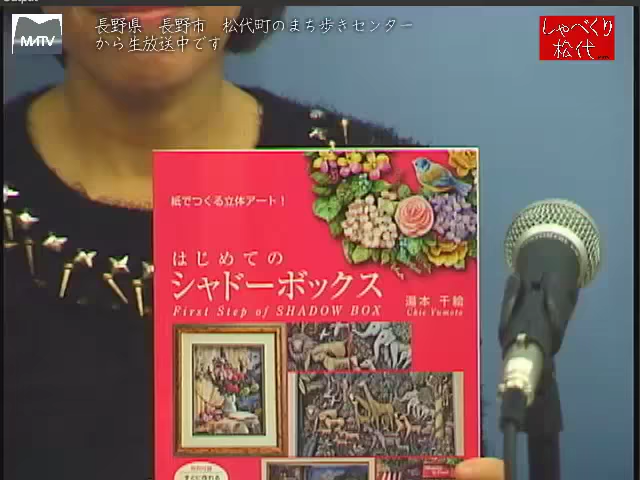 Output
MATV
長野県　長野市　松代町のまち歩きセンター
から生放送中です
しゃべくり
松代
紙でつくる立体アート！
はじめての
シャドーボックス
First Step of SHADOW BOX
湯本 千絵
Chie Yumoto